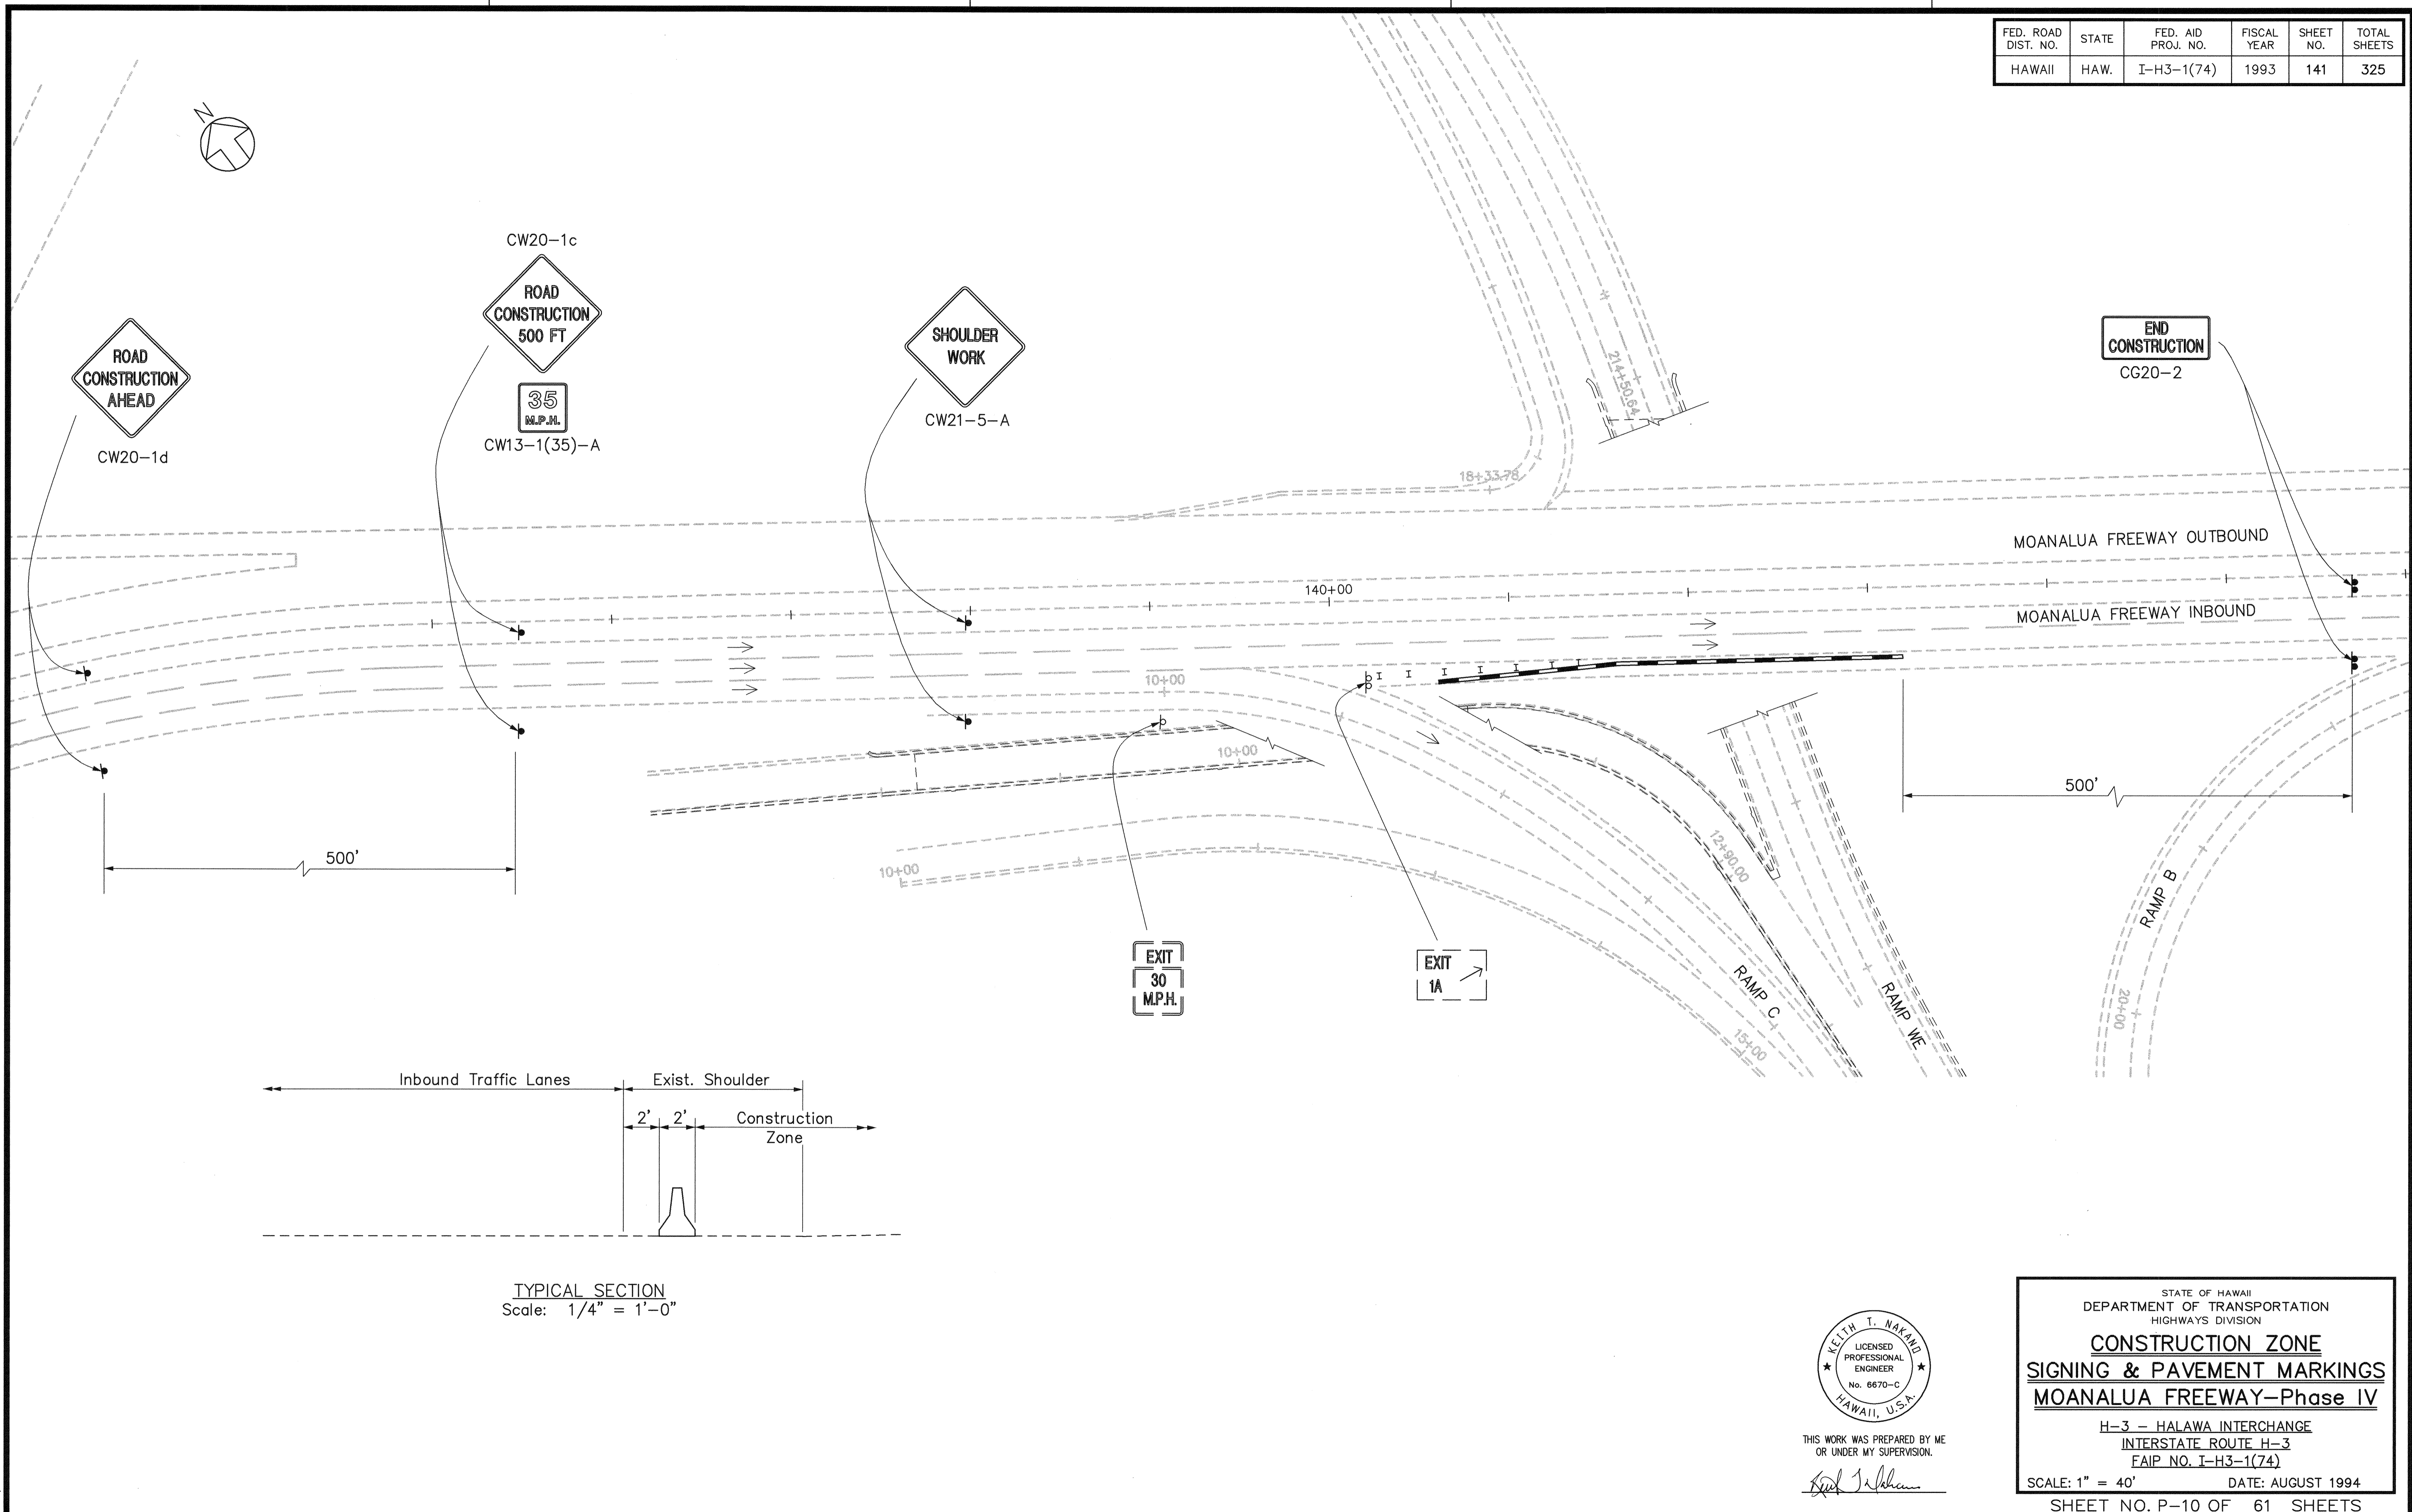 FED. ROAD DIST. NO. STATE FED. AID PROJ. NO. FISCAL YEAR SHEET NO. TOTAL SHEETS
HAWAII HAW. I-H3-1(74) 1993 141 325
N
CW20-1c
ROAD
CONSTRUCTION
500 FT
35
M.P.H.
CW13-1(35)-A
ROAD
CONSTRUCTION
AHEAD
CW20-1d
SHOULDER
WORK
CW21-5-A
END
CONSTRUCTION
CG20-2
214+50.64
18+33.78
MOANALUA FREEWAY OUTBOUND
140+00
MOANALUA FREEWAY INBOUND
10+00
10+00
10+00
500'
500'
12+90.00
RAMP B
RAMP C
RAMP WE
15+00
20+00
EXIT
30
M.P.H.
EXIT
1A
Inbound Traffic Lanes
Exist. Shoulder
2' 2' Construction
Zone
TYPICAL SECTION
Scale: 1/4" = 1'-0"
KEITH T. NAKANO
LICENSED
PROFESSIONAL
ENGINEER
No. 6670-C
HAWAII, U.S.A.
THIS WORK WAS PREPARED BY ME
OR UNDER MY SUPERVISION.
STATE OF HAWAII
DEPARTMENT OF TRANSPORTATION
HIGHWAYS DIVISION
CONSTRUCTION ZONE
SIGNING & PAVEMENT MARKINGS
MOANALUA FREEWAY-Phase IV
H-3 - HALAWA INTERCHANGE
INTERSTATE ROUTE H-3
FAIP NO. I-H3-1(74)
SCALE: 1" = 40' DATE: AUGUST 1994
SHEET NO. P-10 OF 61 SHEETS